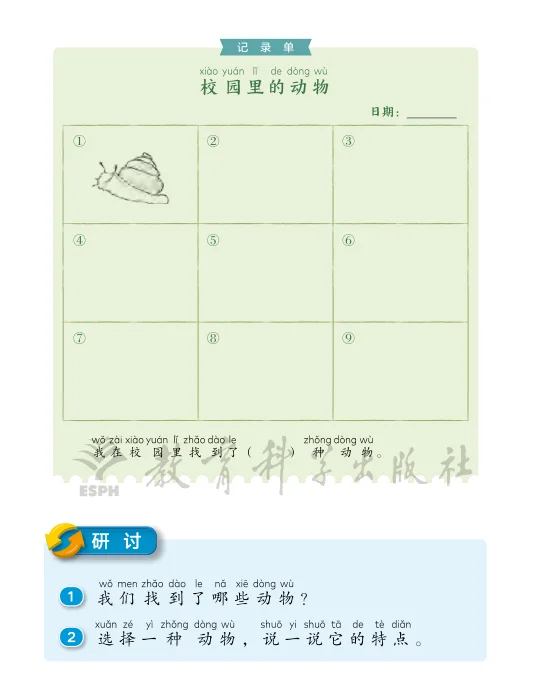 记录单
xiào yuán lǐ de dòng wù
校园里的动物
日期：______
① ② ③
④ ⑤ ⑥
⑦ ⑧ ⑨
wǒ zài xiào yuán lǐ zhǎo dào le zhǒng dòng wù
我在校园里找到了（ ）种动物。
ESPH 教育科学出版社
研讨
wǒ men zhǎo dào le nǎ xiē dòng wù
1 我们找到了哪些动物？
xuǎn zé yì zhǒng dòng wù shuō yi shuō tā de tè diǎn
2 选择一种动物，说一说它的特点。